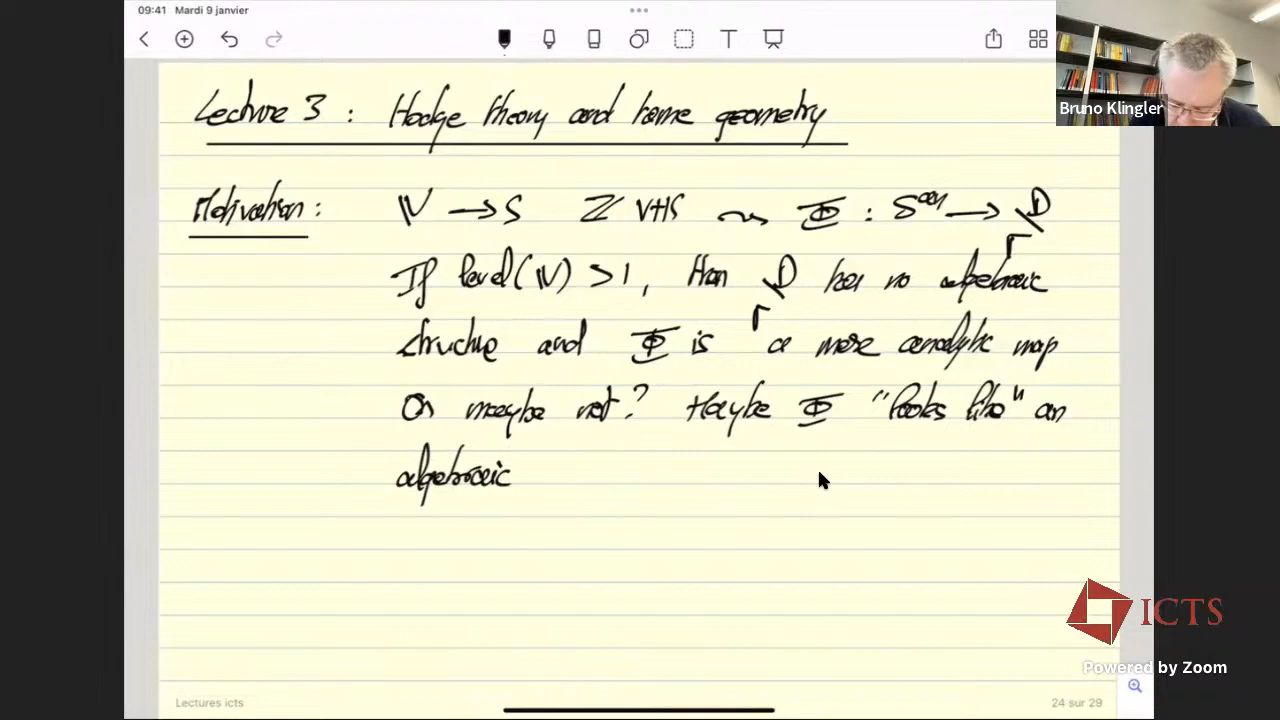 09:41 Mardi 9 janvier
Bruno Klingler
Lecture 3 : Hodge theory and tame geometry
Motivation : 𝕍 → S ℤ VHS ⇝ Φ : S^an → Γ\D
If level(𝕍) > 1, then Γ\D has no algebraic
structure and Φ is a mere analytic map
Or maybe not? Maybe Φ "looks like" an
algebraic
ICTS
Powered by Zoom
Lectures icts
24 sur 29